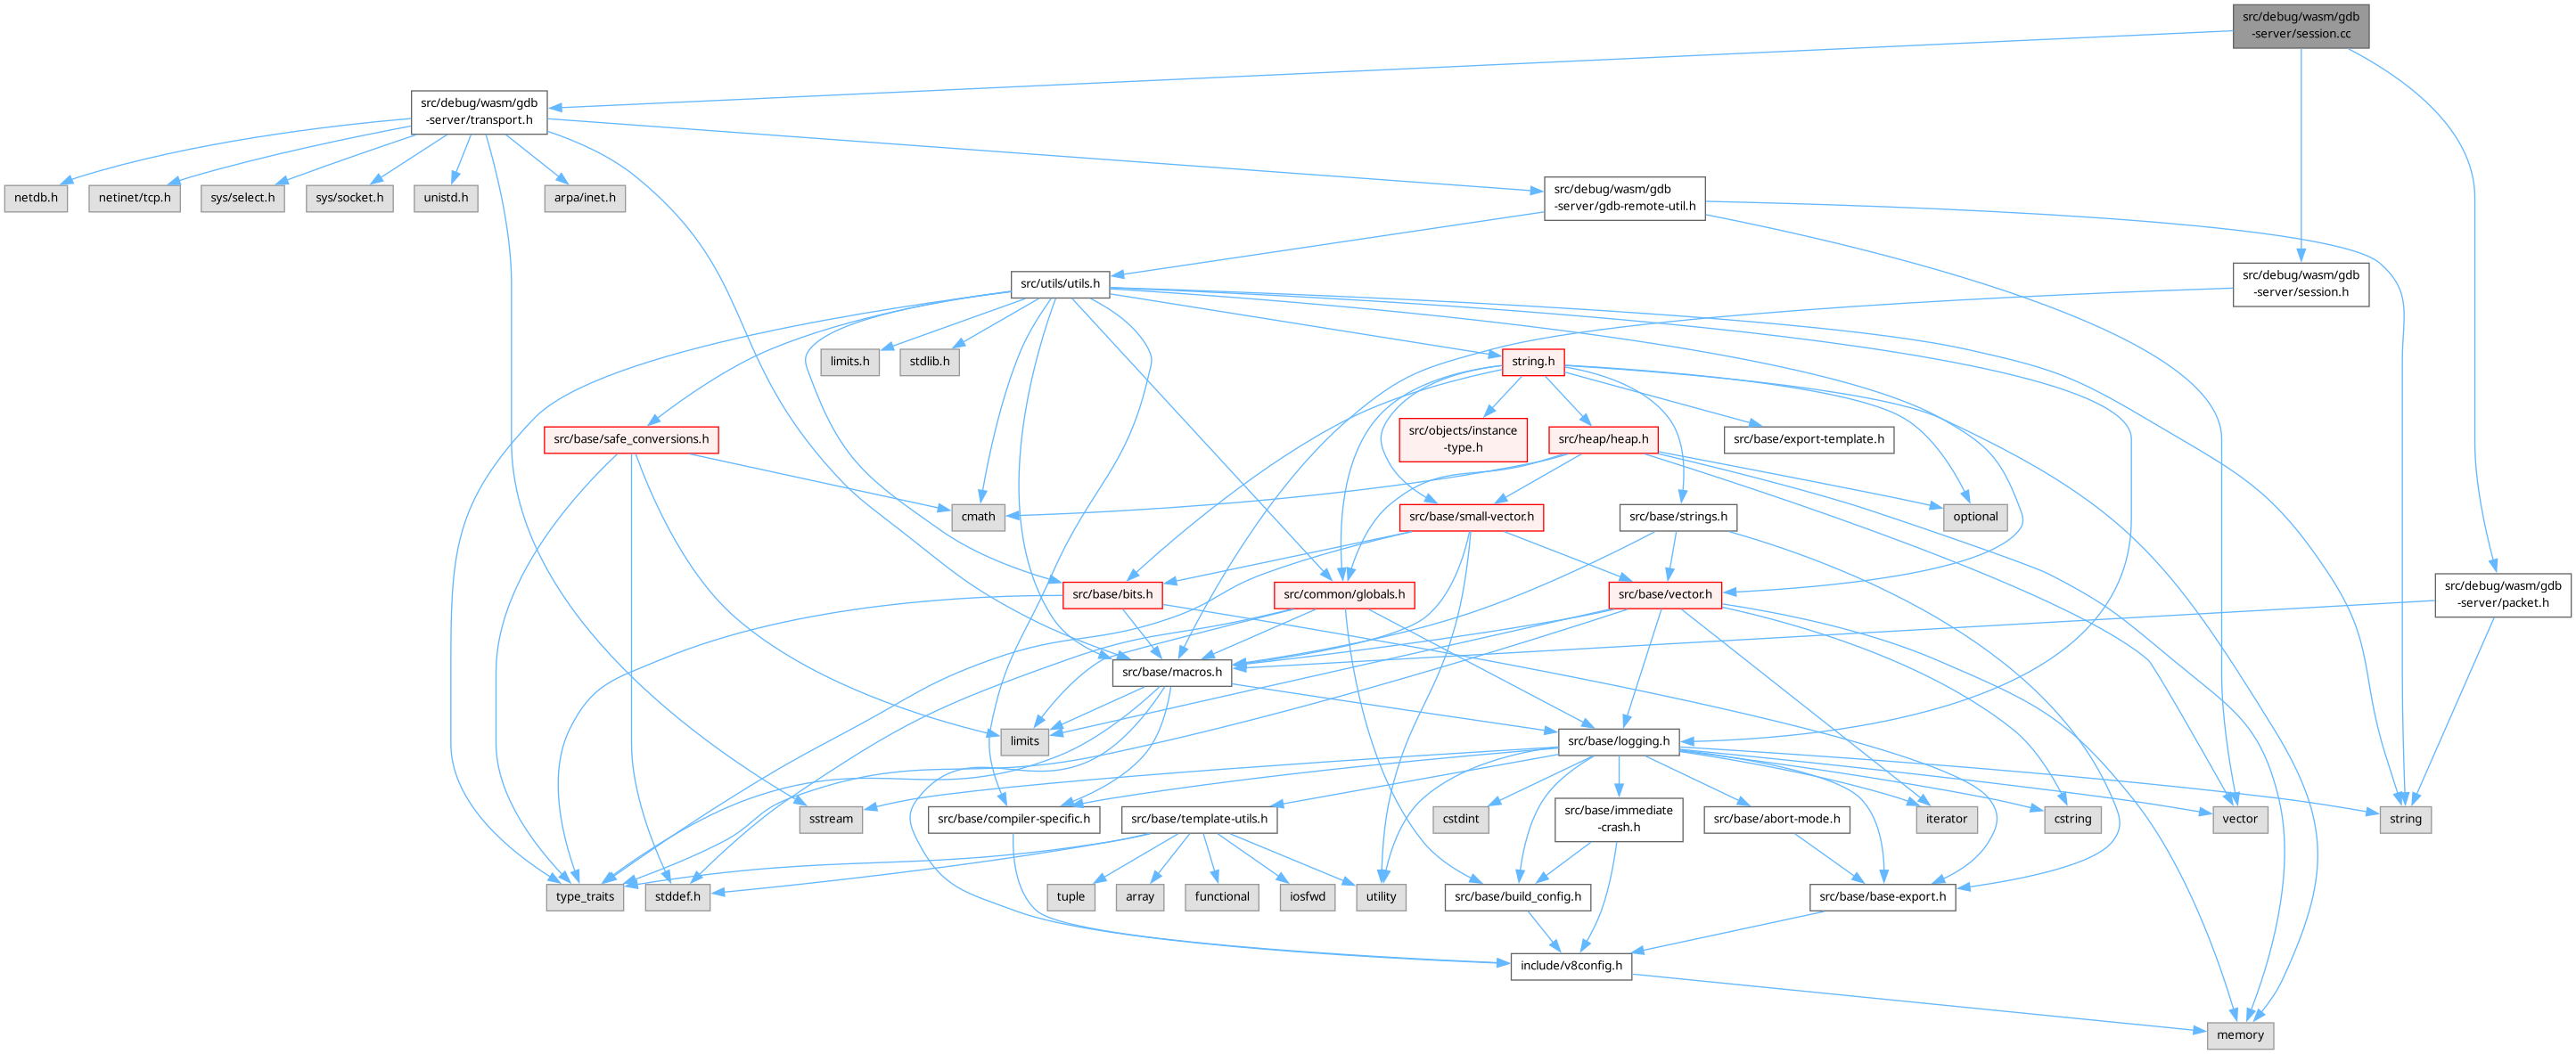 src/debug/wasm/gdb
-server/session.cc
src/debug/wasm/gdb
-server/transport.h
netdb.h
netinet/tcp.h
sys/select.h
sys/socket.h
unistd.h
arpa/inet.h
src/debug/wasm/gdb
-server/gdb-remote-util.h
src/utils/utils.h
src/debug/wasm/gdb
-server/session.h
limits.h
stdlib.h
string.h
src/base/safe_conversions.h
src/objects/instance
-type.h
src/heap/heap.h
src/base/export-template.h
cmath
src/base/small-vector.h
src/base/strings.h
optional
src/base/bits.h
src/common/globals.h
src/base/vector.h
src/debug/wasm/gdb
-server/packet.h
src/base/macros.h
limits
src/base/logging.h
sstream
src/base/compiler-specific.h
src/base/template-utils.h
cstdint
src/base/immediate
-crash.h
src/base/abort-mode.h
iterator
cstring
vector
string
type_traits
stddef.h
tuple
array
functional
iosfwd
utility
src/base/build_config.h
src/base/base-export.h
include/v8config.h
memory